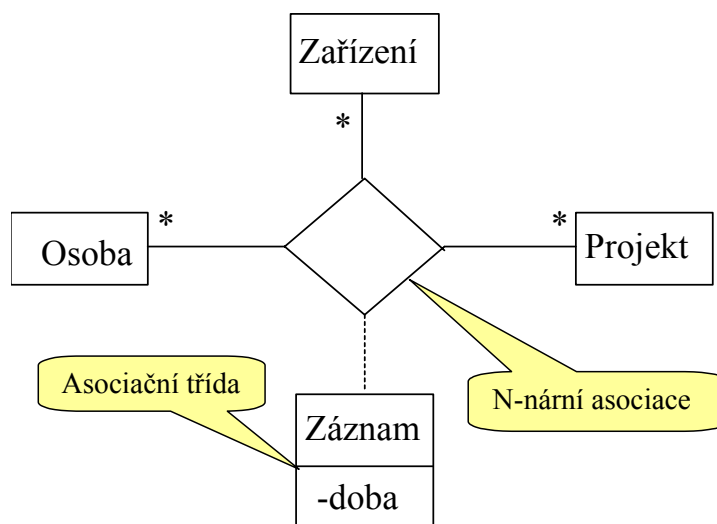 Zařízení
*
*
*
Osoba
Projekt
Asociační třída
N-nární asociace
Záznam
-doba